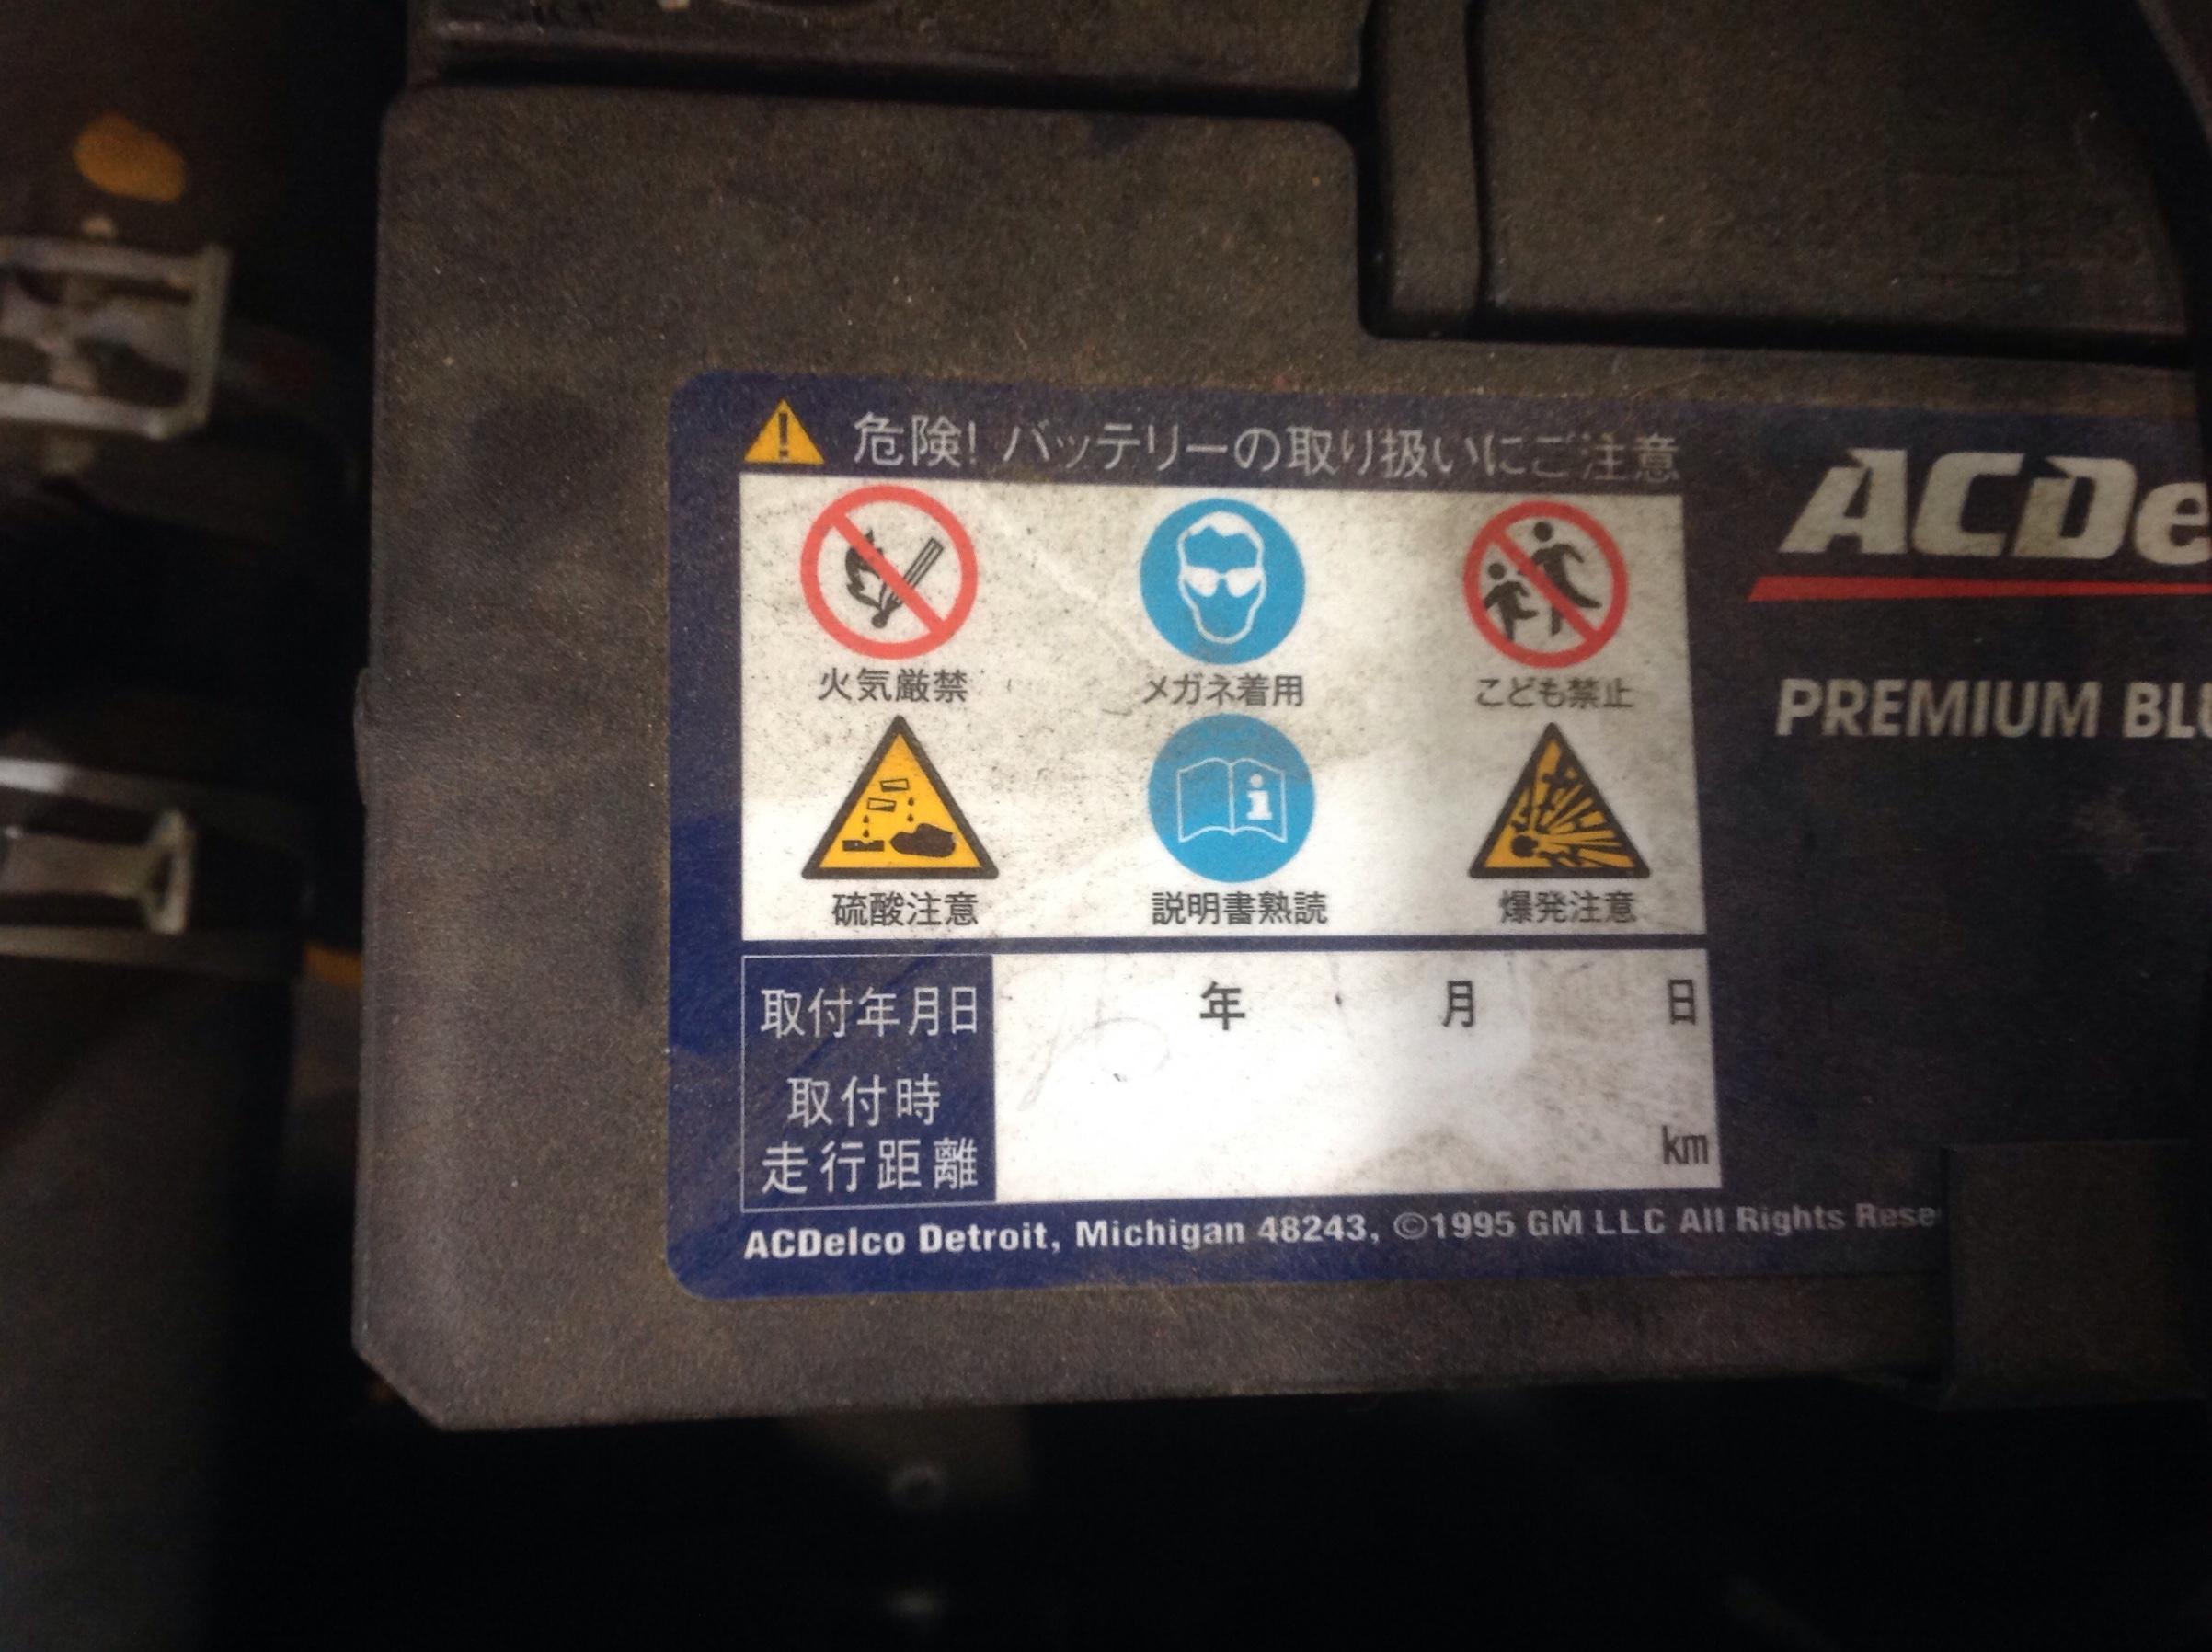 危険! バッテリーの取り扱いにご注意
火気厳禁 メガネ着用 こども禁止
硫酸注意 説明書熟読 爆発注意
取付年月日 年 月 日
取付時
走行距離 km
ACDelco Detroit, Michigan 48243, ©1995 GM LLC All Rights Rese
ACDe
PREMIUM BLU